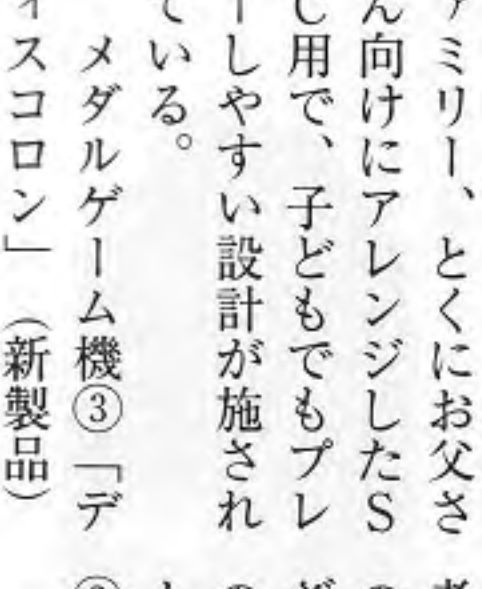 ァミリー、とくにお父さ
ん向けにアレンジしたS
じ用で、子どもでもプレ
ーしやすい設計が施され
ている。
メダルゲーム機③「デ
ィスコロン」（新製品）